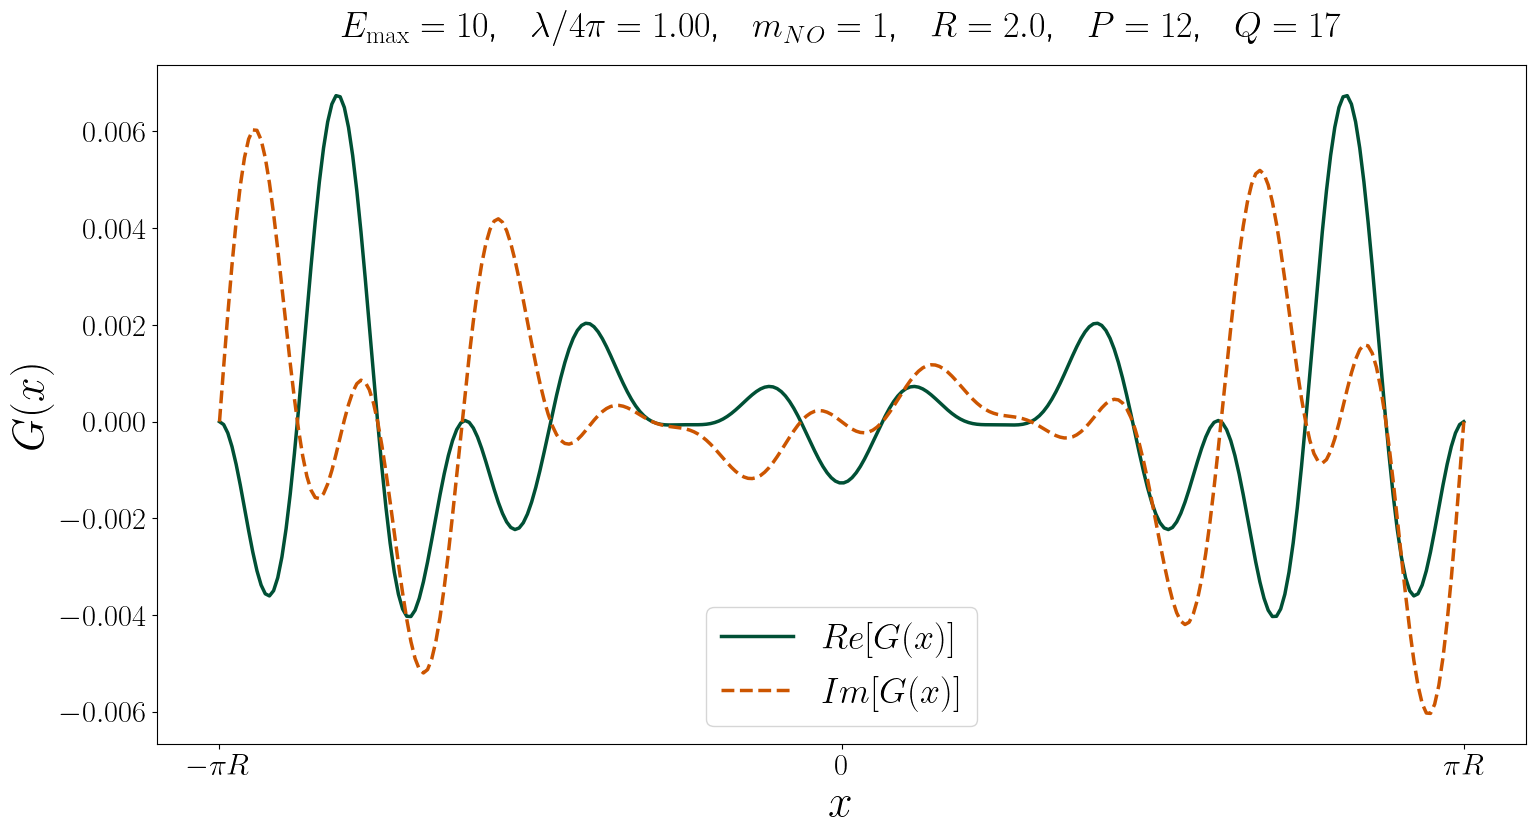 E_max = 10, λ/4π = 1.00, m_NO = 1, R = 2.0, P = 12, Q = 17
G(x)
0.006
0.004
0.002
0.000
−0.002
−0.004
−0.006
Re[G(x)]
Im[G(x)]
−πR
0
πR
x